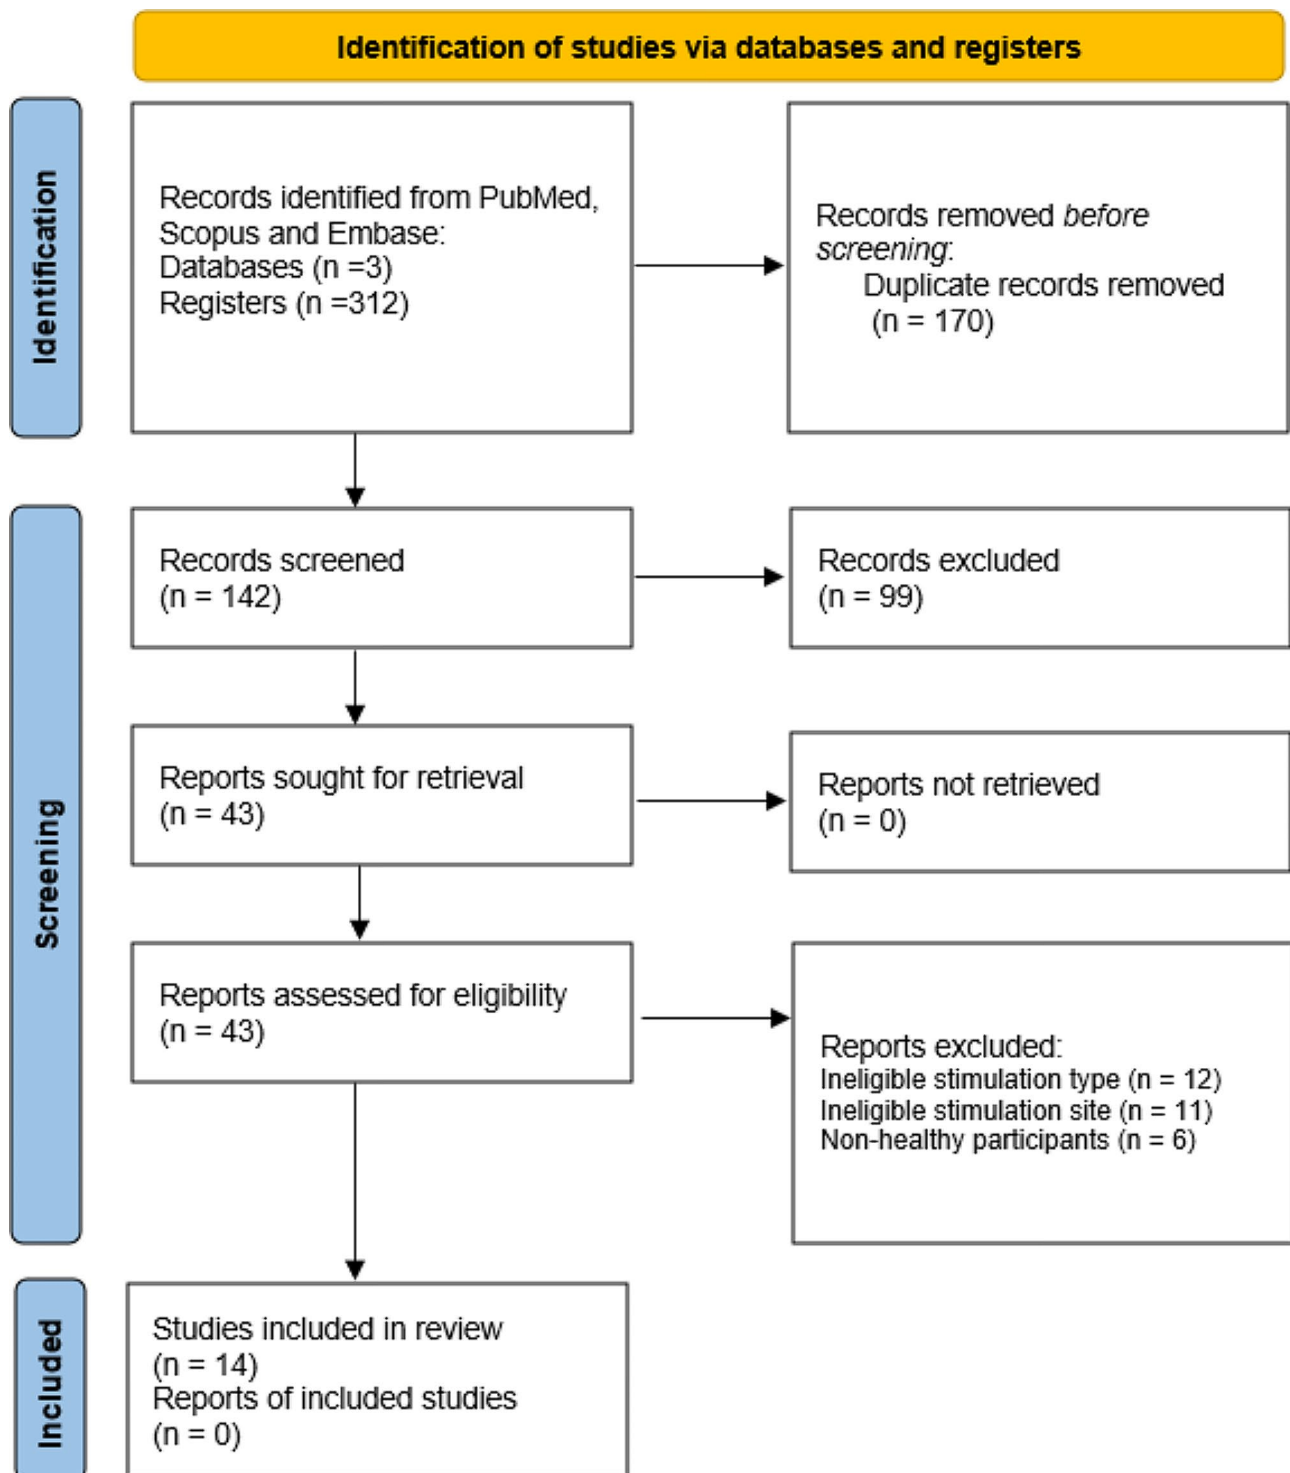 Identification of studies via databases and registers
Identification
Records identified from PubMed,
Scopus and Embase:
Databases (n =3)
Registers (n =312)
Records removed before
screening:
Duplicate records removed
(n = 170)
Screening
Records screened
(n = 142)
Records excluded
(n = 99)
Reports sought for retrieval
(n = 43)
Reports not retrieved
(n = 0)
Reports assessed for eligibility
(n = 43)
Reports excluded:
Ineligible stimulation type (n = 12)
Ineligible stimulation site (n = 11)
Non-healthy participants (n = 6)
Included
Studies included in review
(n = 14)
Reports of included studies
(n = 0)